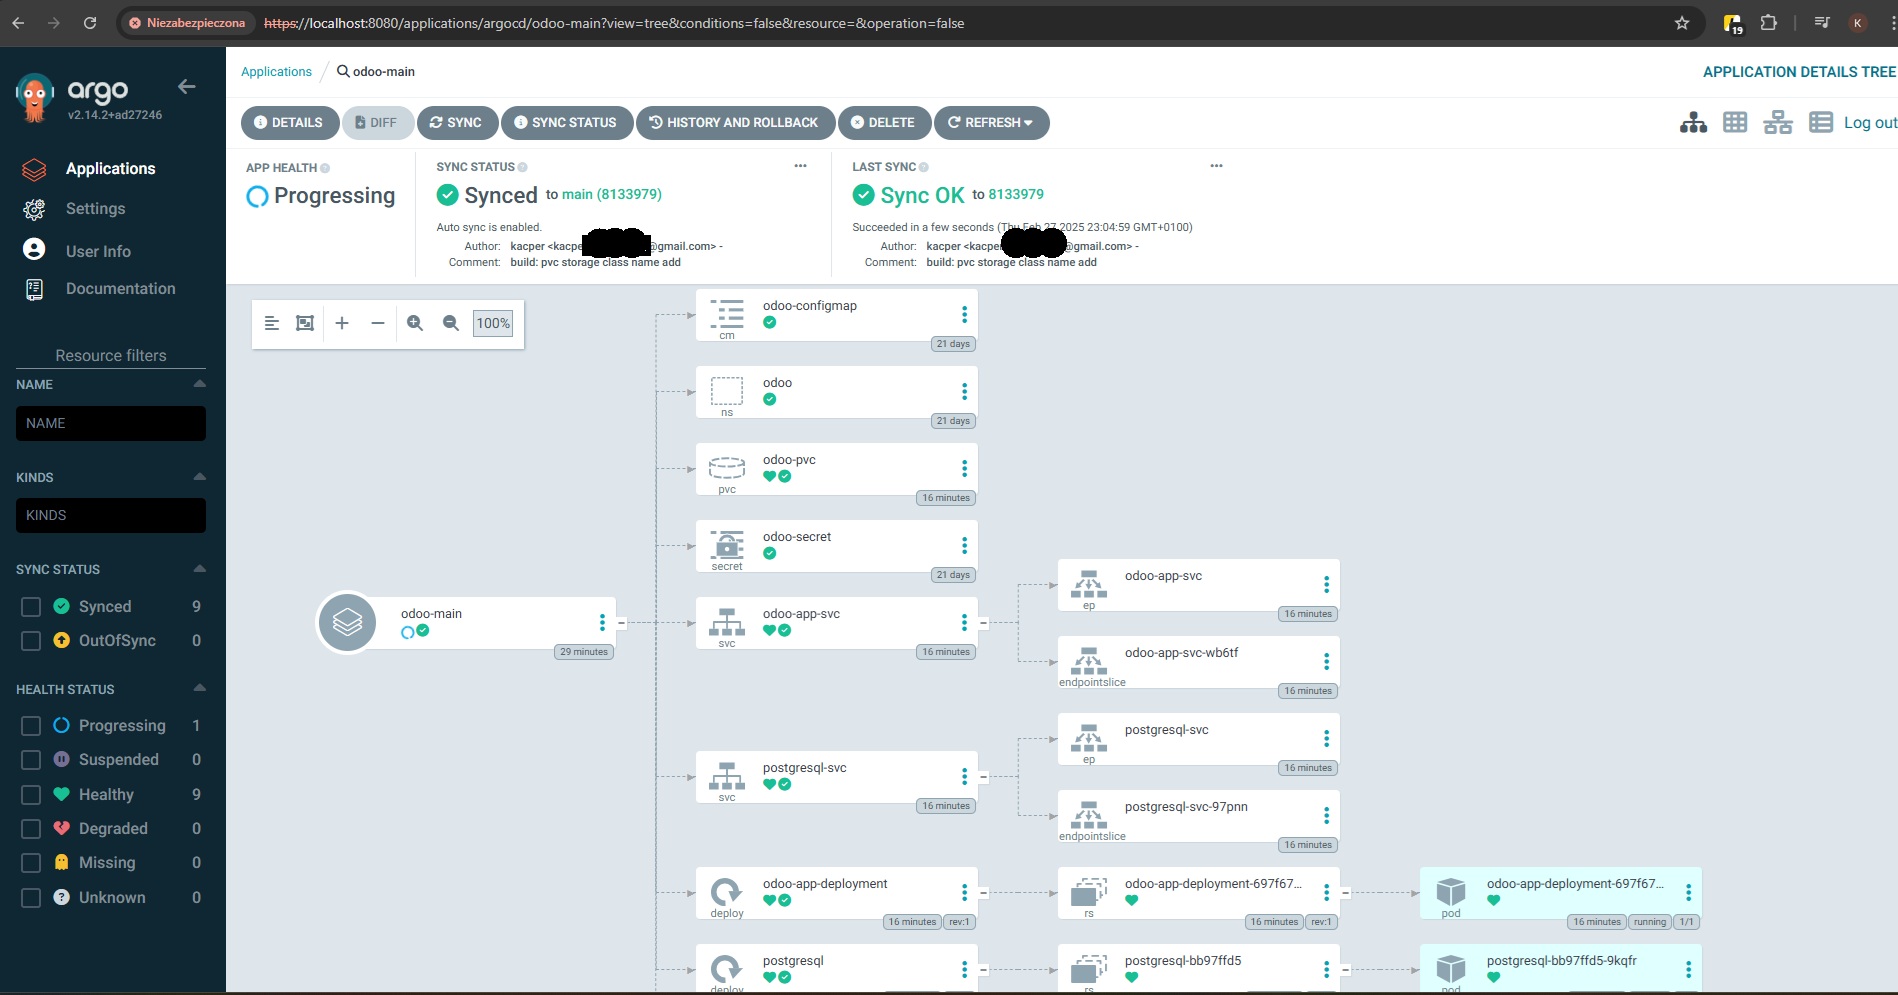 Niezabezpieczona https://localhost:8080/applications/argocd/odoo-main?view=tree&conditions=false&resource=&operation=false
19
K
argo
v2.14.2+ad27246
Applications
Settings
User Info
Documentation
Resource filters
NAME
NAME
KINDS
KINDS
SYNC STATUS
Synced 9
OutOfSync 0
HEALTH STATUS
Progressing 1
Suspended 0
Healthy 9
Degraded 0
Missing 0
Unknown 0
Applications / odoo-main
APPLICATION DETAILS TREE
DETAILS DIFF SYNC SYNC STATUS HISTORY AND ROLLBACK DELETE REFRESH
Log out
APP HEALTH
Progressing
SYNC STATUS
Synced to main (8133979)
Auto sync is enabled.
Author: kacper <kacpe @gmail.com> -
Comment: build: pvc storage class name add
LAST SYNC
Sync OK to 8133979
Succeeded in a few seconds (Thu Feb 27 2025 23:04:59 GMT+0100)
Author: kacper <kacper @gmail.com> -
Comment: build: pvc storage class name add
100%
odoo-main
29 minutes
odoo-configmap
cm
21 days
odoo
ns
21 days
odoo-pvc
pvc
16 minutes
odoo-secret
secret
21 days
odoo-app-svc
svc
16 minutes
odoo-app-svc
ep
16 minutes
odoo-app-svc-wb6tf
endpointslice
16 minutes
postgresql-svc
svc
16 minutes
postgresql-svc
ep
16 minutes
postgresql-svc-97pnn
endpointslice
16 minutes
odoo-app-deployment
deploy
16 minutes rev:1
odoo-app-deployment-697f67...
rs
16 minutes rev:1
odoo-app-deployment-697f67...
pod
16 minutes running 1/1
postgresql
deploy
postgresql-bb97ffd5
rs
postgresql-bb97ffd5-9kqfr
pod